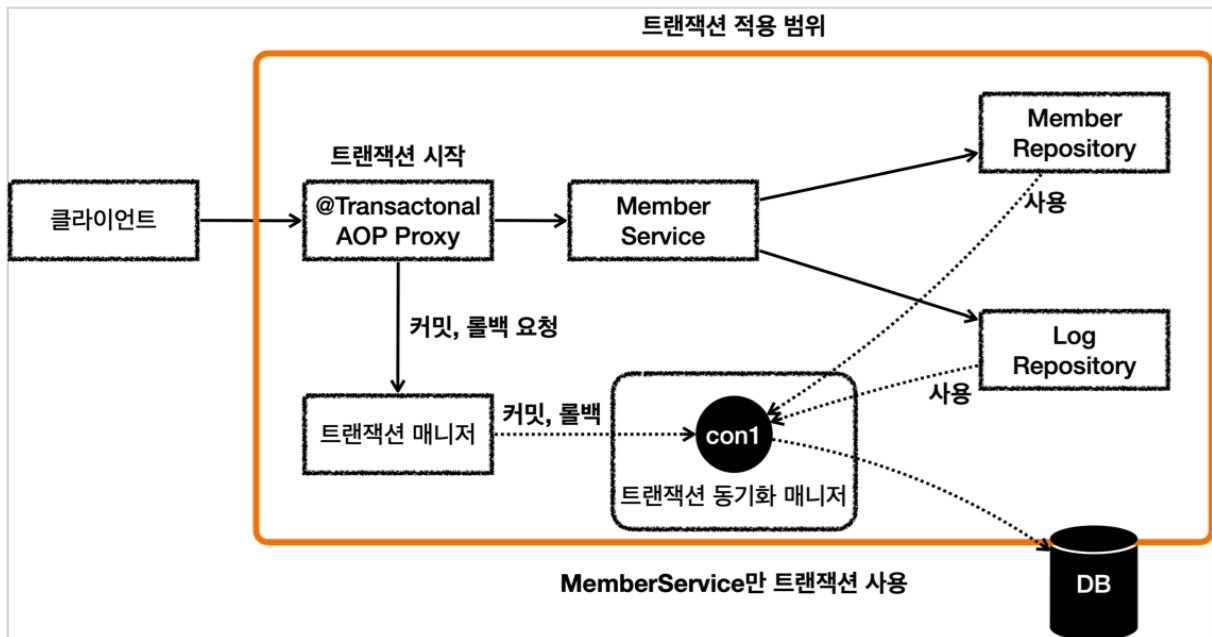 트랜잭션 적용 범위
Member
Repository
트랜잭션 시작
클라이언트
@Transactonal
AOP Proxy
Member
Service
사용
커밋, 롤백 요청
Log
Repository
사용
트랜잭션 매니저
커밋, 롤백
con1
트랜잭션 동기화 매니저
MemberService만 트랜잭션 사용
DB